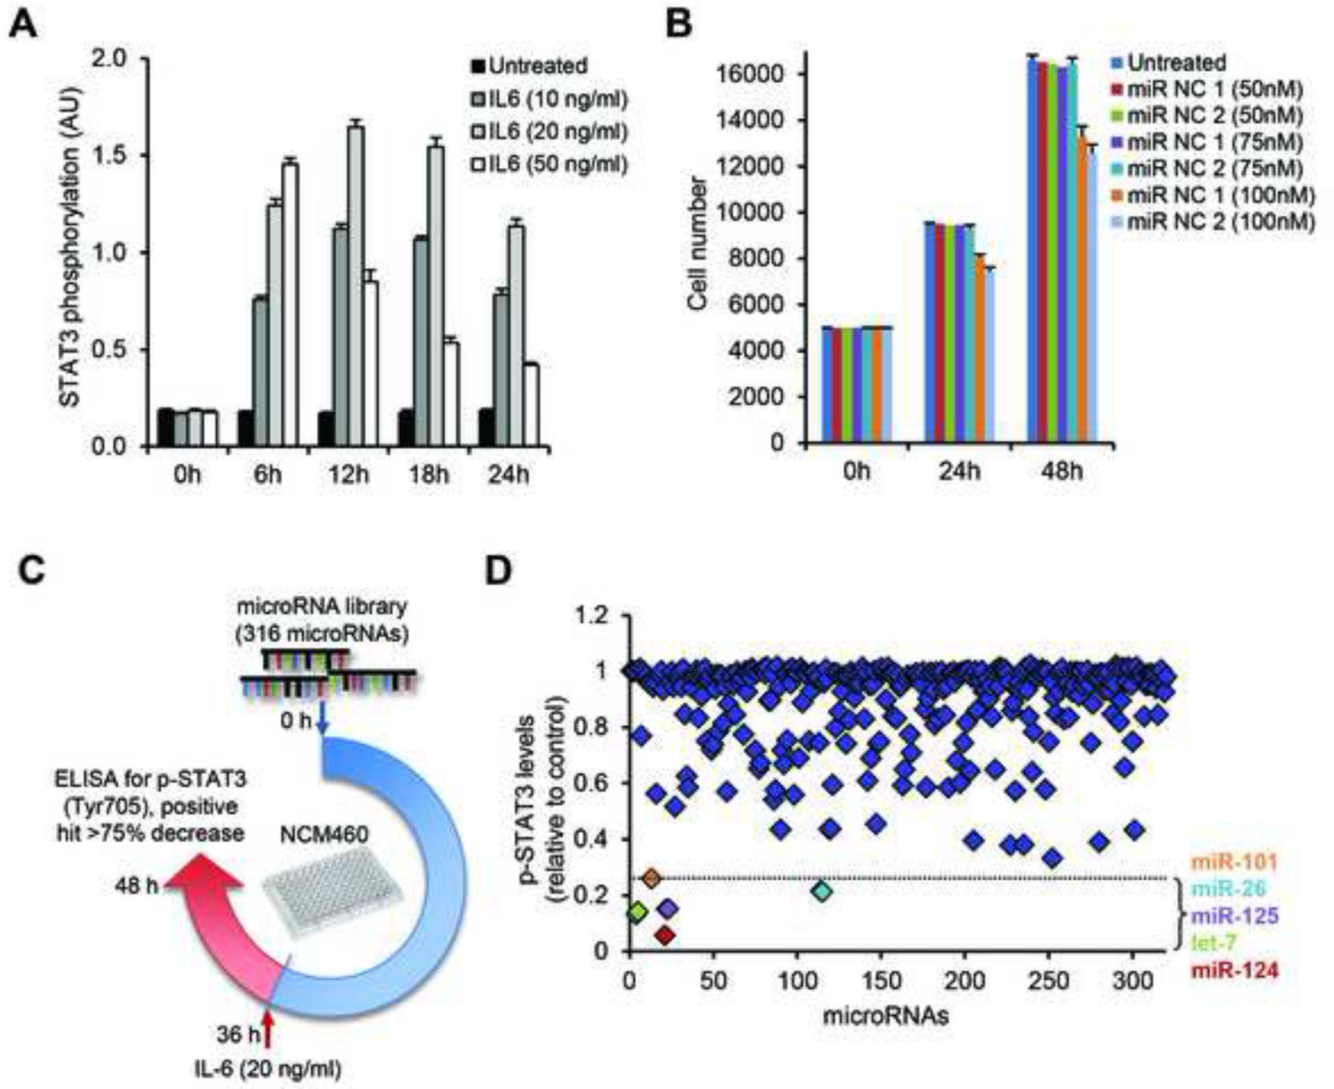 A
STAT3 phosphorylation (AU)
2.0
1.5
1.0
0.5
0.0
0h
6h
12h
18h
24h
Untreated
IL6 (10 ng/ml)
IL6 (20 ng/ml)
IL6 (50 ng/ml)
B
Cell number
16000
14000
12000
10000
8000
6000
4000
2000
0
0h
24h
48h
Untreated
miR NC 1 (50nM)
miR NC 2 (50nM)
miR NC 1 (75nM)
miR NC 2 (75nM)
miR NC 1 (100nM)
miR NC 2 (100nM)
C
microRNA library
(316 microRNAs)
0 h
ELISA for p-STAT3
(Tyr705), positive
hit >75% decrease
NCM460
48 h
36 h
IL-6 (20 ng/ml)
D
p-STAT3 levels
(relative to control)
1.2
1
0.8
0.6
0.4
0.2
0
0
50
100
150
200
250
300
microRNAs
miR-101
miR-26
miR-125
let-7
miR-124